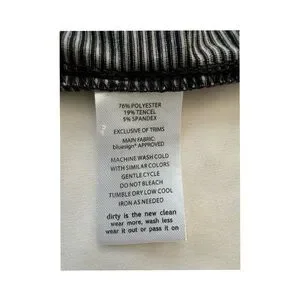 76% POLYESTER
19% TENCEL
5% SPANDEX
EXCLUSIVE OF TRIMS
MAIN FABRIC:
bluesign® APPROVED
MACHINE WASH COLD
WITH SIMILAR COLORS
GENTLE CYCLE
DO NOT BLEACH
TUMBLE DRY LOW COOL
IRON AS NEEDED
dirty is the new clean
wear more, wash less
wear it out or pass it on